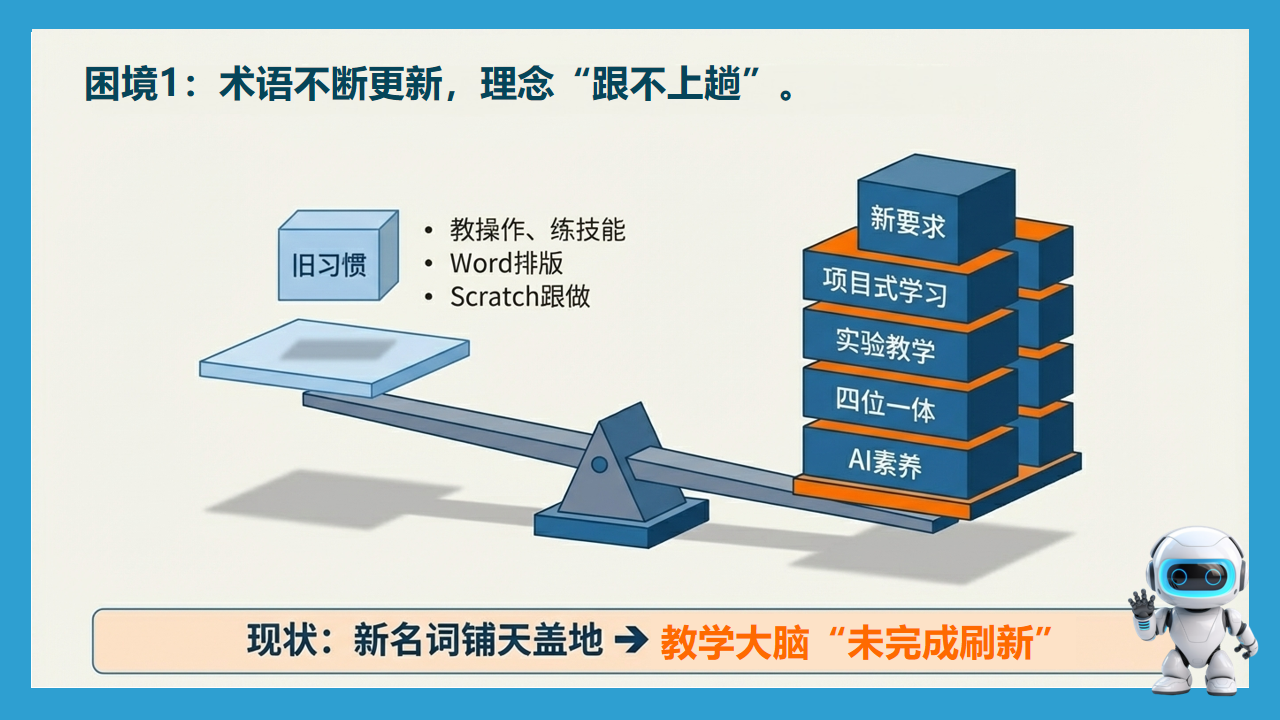 困境1：术语不断更新，理念“跟不上趟”。
旧习惯
• 教操作、练技能
• Word排版
• Scratch跟做
新要求
项目式学习
实验教学
四位一体
AI素养
现状：新名词铺天盖地 ➔ 教学大脑“未完成刷新”